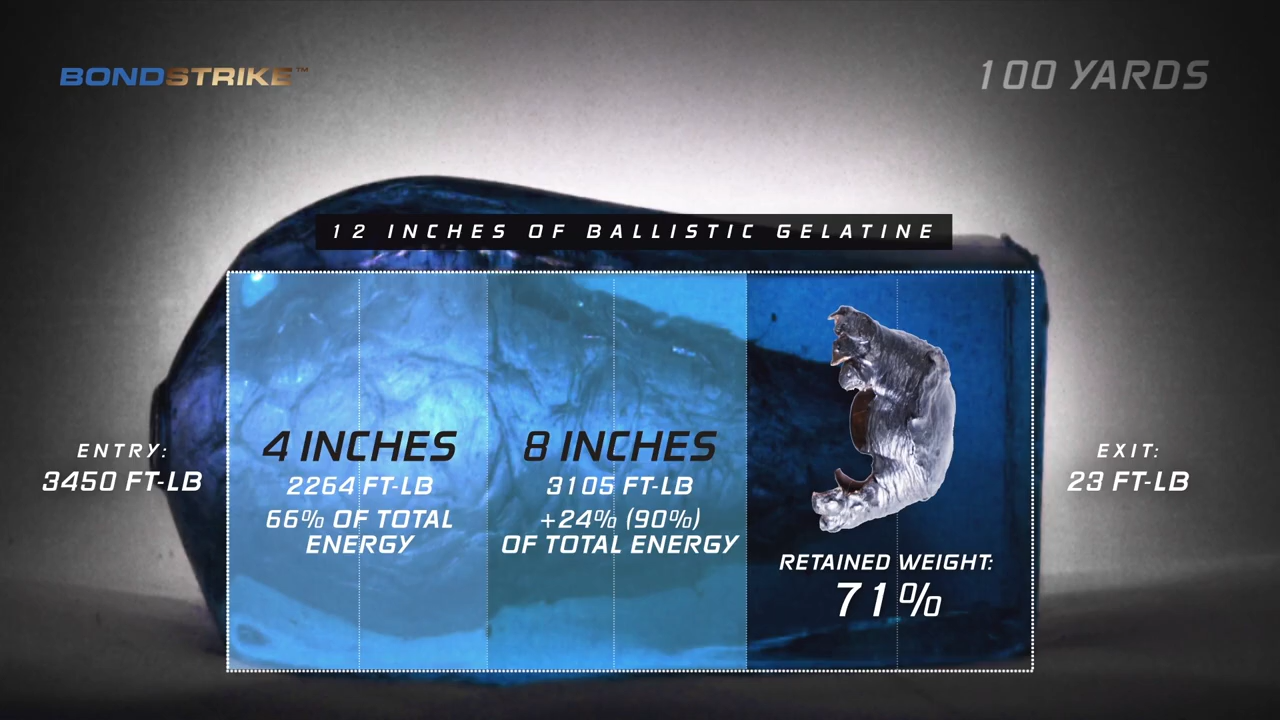 BONDSTRIKE™
100 YARDS
12 INCHES OF BALLISTIC GELATINE
ENTRY:
3450 FT-LB
4 INCHES
2264 FT-LB
66% OF TOTAL
ENERGY
8 INCHES
3105 FT-LB
+24% (90%)
OF TOTAL ENERGY
RETAINED WEIGHT:
71%
EXIT:
23 FT-LB